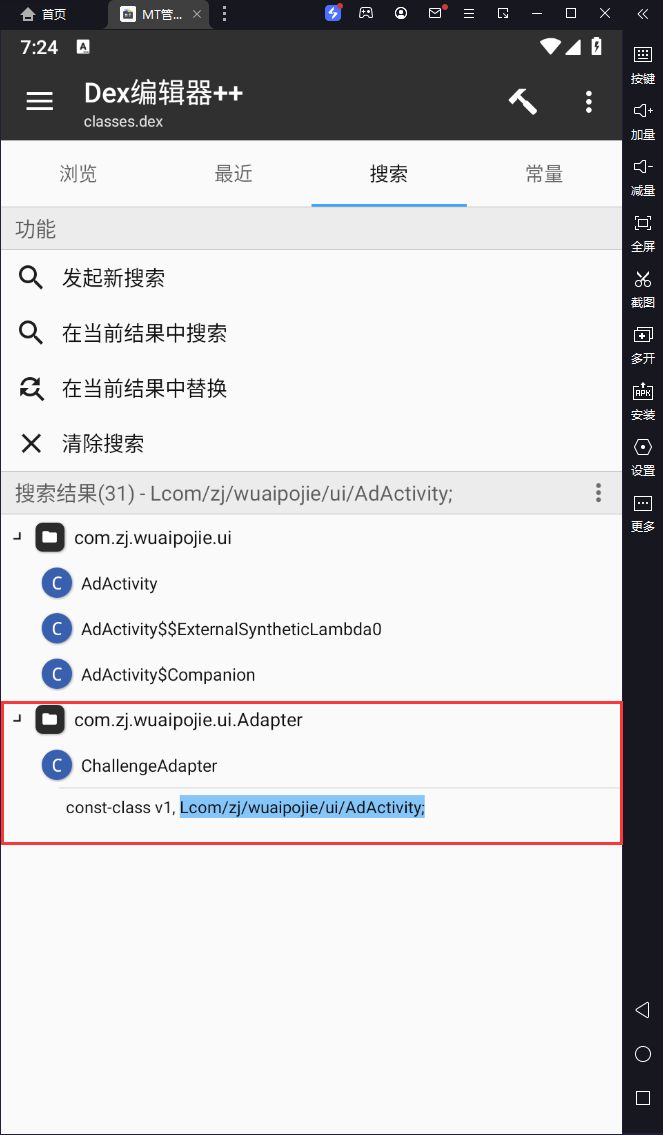 首页
MT管...
7:24
A
Dex编辑器++
classes.dex
浏览
最近
搜索
常量
功能
发起新搜索
在当前结果中搜索
在当前结果中替换
清除搜索
搜索结果(31) - Lcom/zj/wuaipojie/ui/AdActivity;
com.zj.wuaipojie.ui
C AdActivity
C AdActivity$$ExternalSyntheticLambda0
C AdActivity$Companion
com.zj.wuaipojie.ui.Adapter
C ChallengeAdapter
const-class v1, Lcom/zj/wuaipojie/ui/AdActivity;
按键
加量
减量
全屏
截图
多开
APK
安装
设置
更多